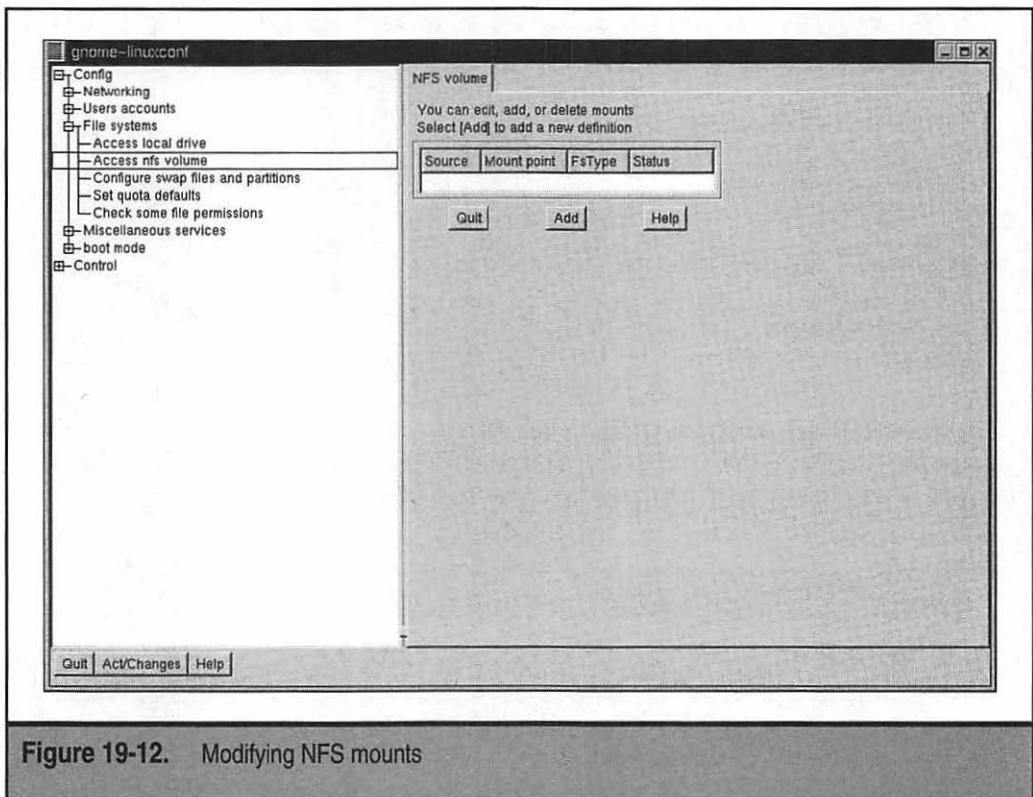 gnome-linuxconf
Config
Networking
Users accounts
File systems
Access local drive
Access nfs volume
Configure swap files and partitions
Set quota defaults
Check some file permissions
Miscellaneous services
boot mode
Control
Quit Act/Changes Help
NFS volume
You can edit, add, or delete mounts
Select [Add] to add a new definition
Source Mount point FsType Status
Quit Add Help
Figure 19-12. Modifying NFS mounts